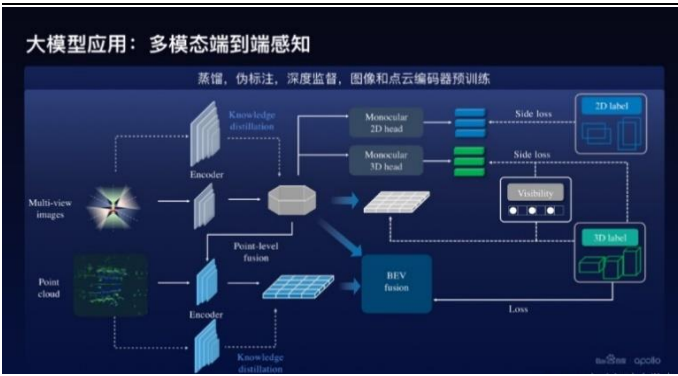 大模型应用：多模态端到端感知
蒸馏，伪标注，深度监督，图像和点云编码器预训练
Knowledge
distillation
Encoder
Multi-view
images
Monocular
2D head
Monocular
3D head
Side loss
2D label
Side loss
Visibility
3D label
Point-level
fusion
Point
cloud
Encoder
BEV
fusion
Loss
Knowledge
distillation
apollo